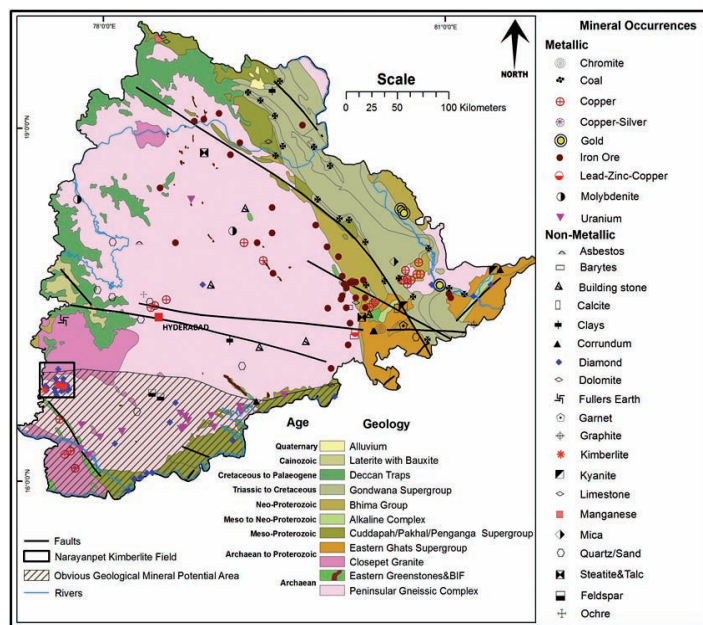 78°0'0"E
81°0'0"E
19°0'0"N
16°0'0"N
NORTH
Scale
0 25 50 100 Kilometers
HYDERABAD
Faults
Narayanpet Kimberlite Field
Obvious Geological Mineral Potential Area
Rivers
Age Geology
Quaternary Alluvium
Cainozoic Laterite with Bauxite
Cretaceous to Palaeogene Deccan Traps
Triassic to Cretaceous Gondwana Supergroup
Neo-Proterozoic Bhima Group
Meso to Neo-Proterozoic Alkaline Complex
Meso-Proterozoic Cuddapah/Pakhal/Penganga Supergroup
Archaean to Proterozoic Eastern Ghats Supergroup
Closepet Granite
Archaean Eastern Greenstones&BIF
Peninsular Gneissic Complex
Mineral Occurrences
Metallic
Chromite
Coal
Copper
Copper-Silver
Gold
Iron Ore
Lead-Zinc-Copper
Molybdenite
Uranium
Non-Metallic
Asbestos
Barytes
Building stone
Calcite
Clays
Corrundum
Diamond
Dolomite
Fullers Earth
Garnet
Graphite
Kimberlite
Kyanite
Limestone
Manganese
Mica
Quartz/Sand
Steatite&Talc
Feldspar
Ochre